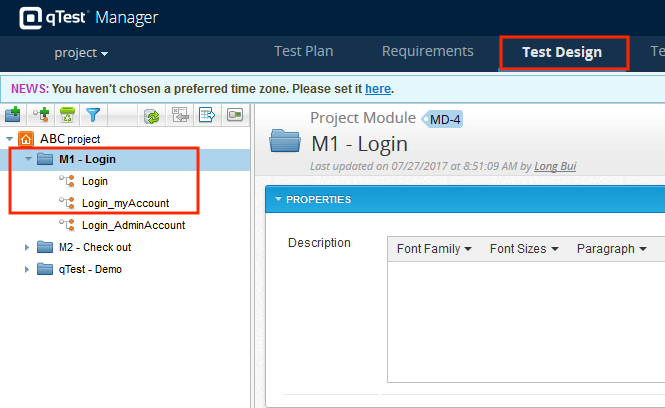 qTest Manager
project
Test Plan
Requirements
Test Design
Te
NEWS: You haven't chosen a preferred time zone. Please set it here.
ABC project
M1 - Login
Login
Login_myAccount
Login_AdminAccount
M2 - Check out
qTest - Demo
Project Module MD-4
M1 - Login
Last updated on 07/27/2017 at 8:51:09 AM by Long Bui
PROPERTIES
Description
Font Family
Font Sizes
Paragraph